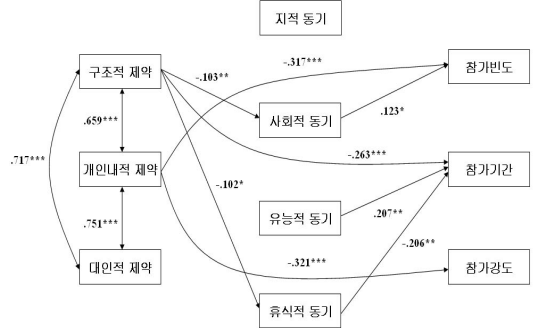 지적 동기
구조적 제약
-.317***
참가빈도
-.103**
.659***
사회적 동기
.123*
.717***
개인내적 제약
-.263***
참가기간
-.102*
.751***
유능적 동기
.207**
-.206**
대인적 제약
-.321***
참가강도
휴식적 동기